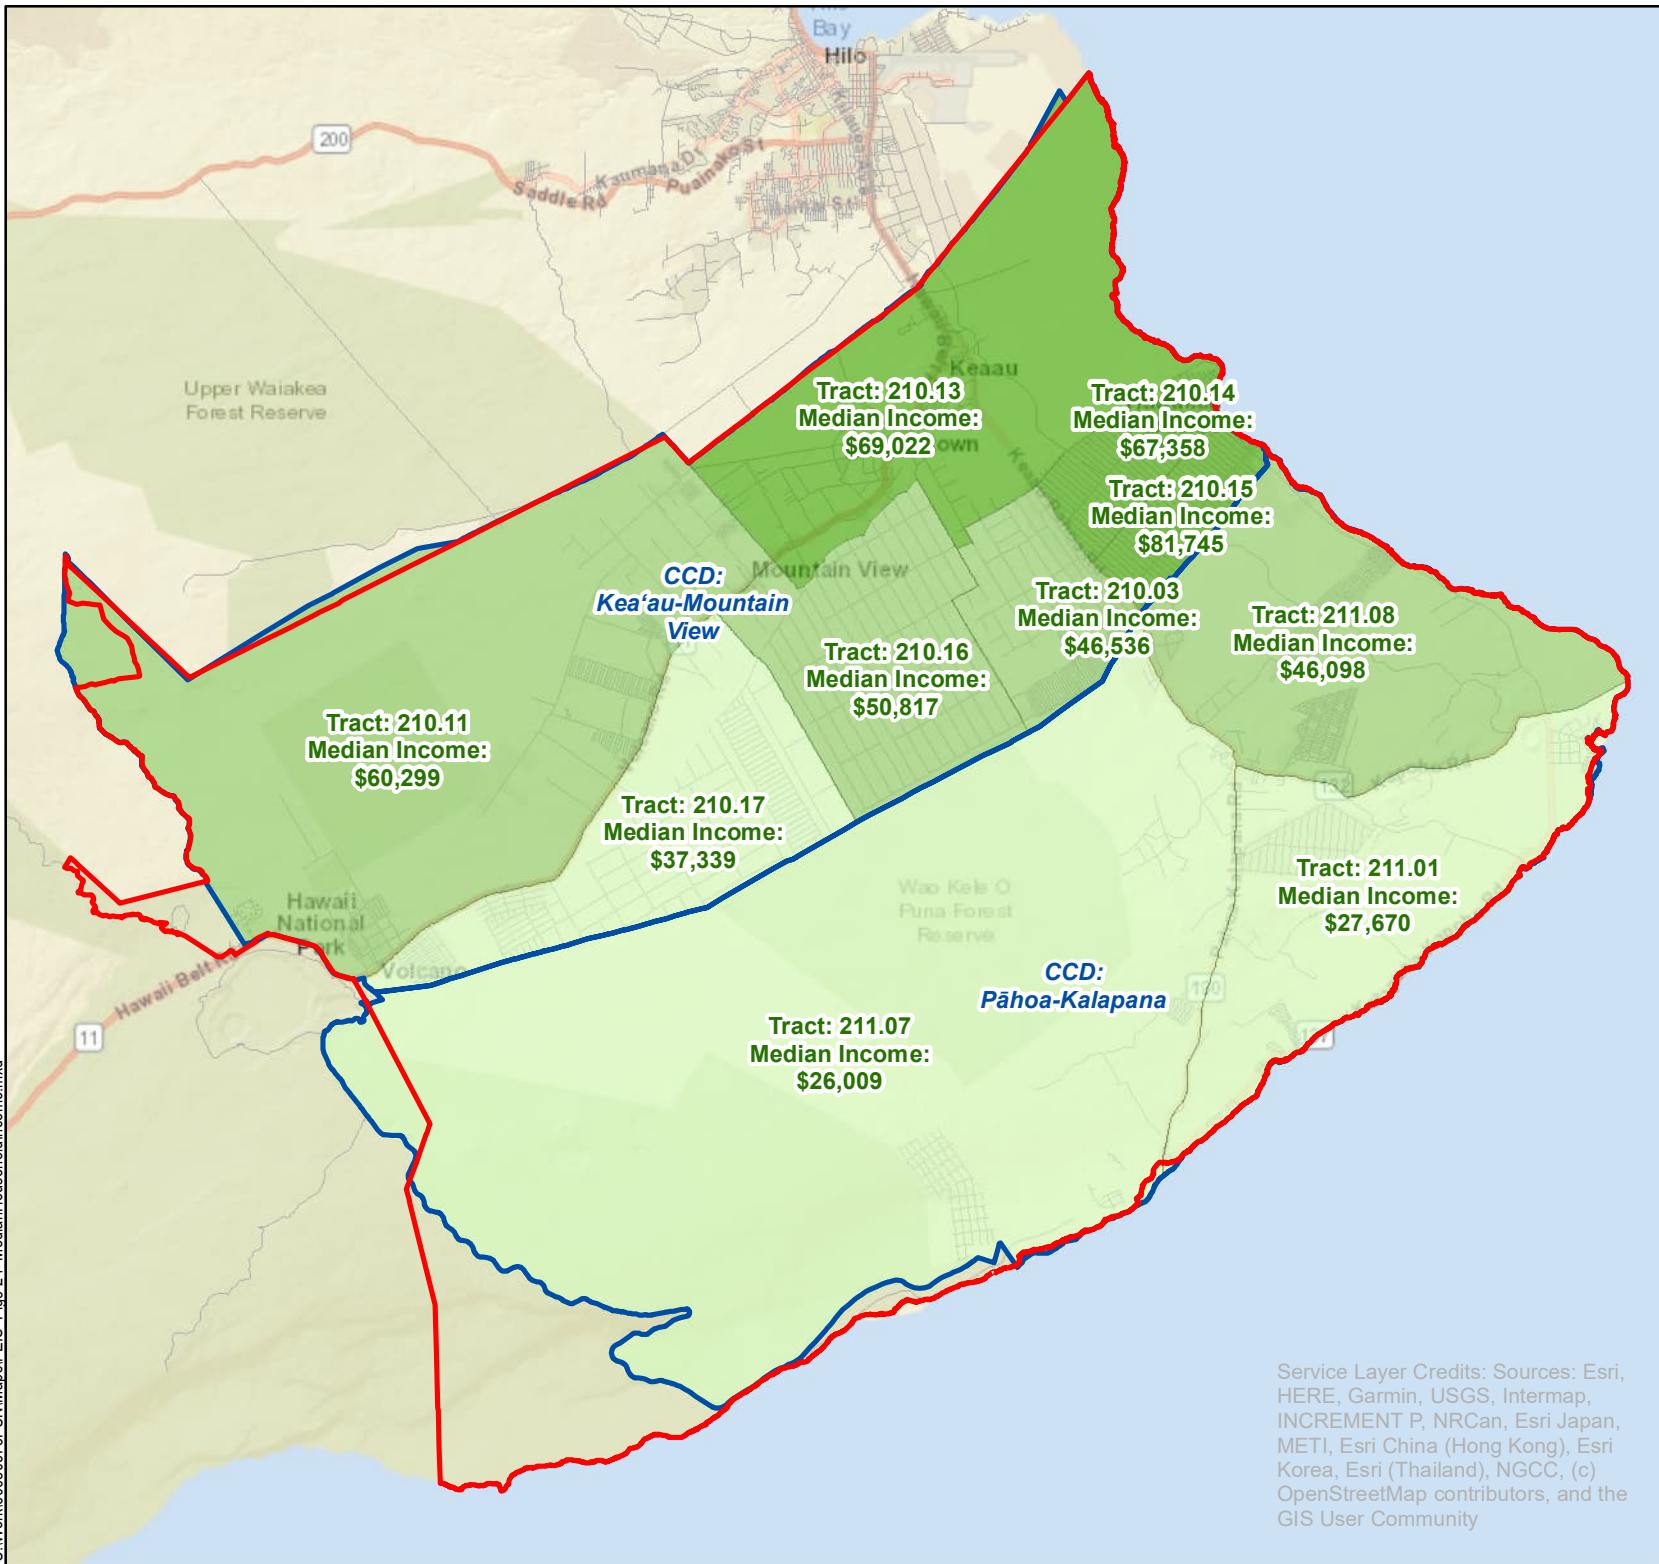 Bay
Hilo
200
Kaumana Dr
Puainako St
Saddle Rd
Upper Waiakea
Forest Reserve
Keaau
Tract: 210.13
Median Income:
$69,022
own
Tract: 210.14
Median Income:
$67,358
Tract: 210.15
Median Income:
$81,745
Mountain View
CCD:
Kea‘au-Mountain
View
Tract: 210.03
Median Income:
$46,536
Tract: 211.08
Median Income:
$46,098
Tract: 210.16
Median Income:
$50,817
Tract: 210.11
Median Income:
$60,299
132
Tract: 210.17
Median Income:
$37,339
Tract: 211.01
Median Income:
$27,670
Hawaii
National
Park
Wao Kele O
Puna Forest
Reserve
Volcano
Hawaii Belt
CCD:
Pāhoa-Kalapana
130
11
Tract: 211.07
Median Income:
$26,009
Service Layer Credits: Sources: Esri,
HERE, Garmin, USGS, Intermap,
INCREMENT P, NRCan, Esri Japan,
METI, Esri China (Hong Kong), Esri
Korea, Esri (Thailand), NGCC, (c)
OpenStreetMap contributors, and the
GIS User Community